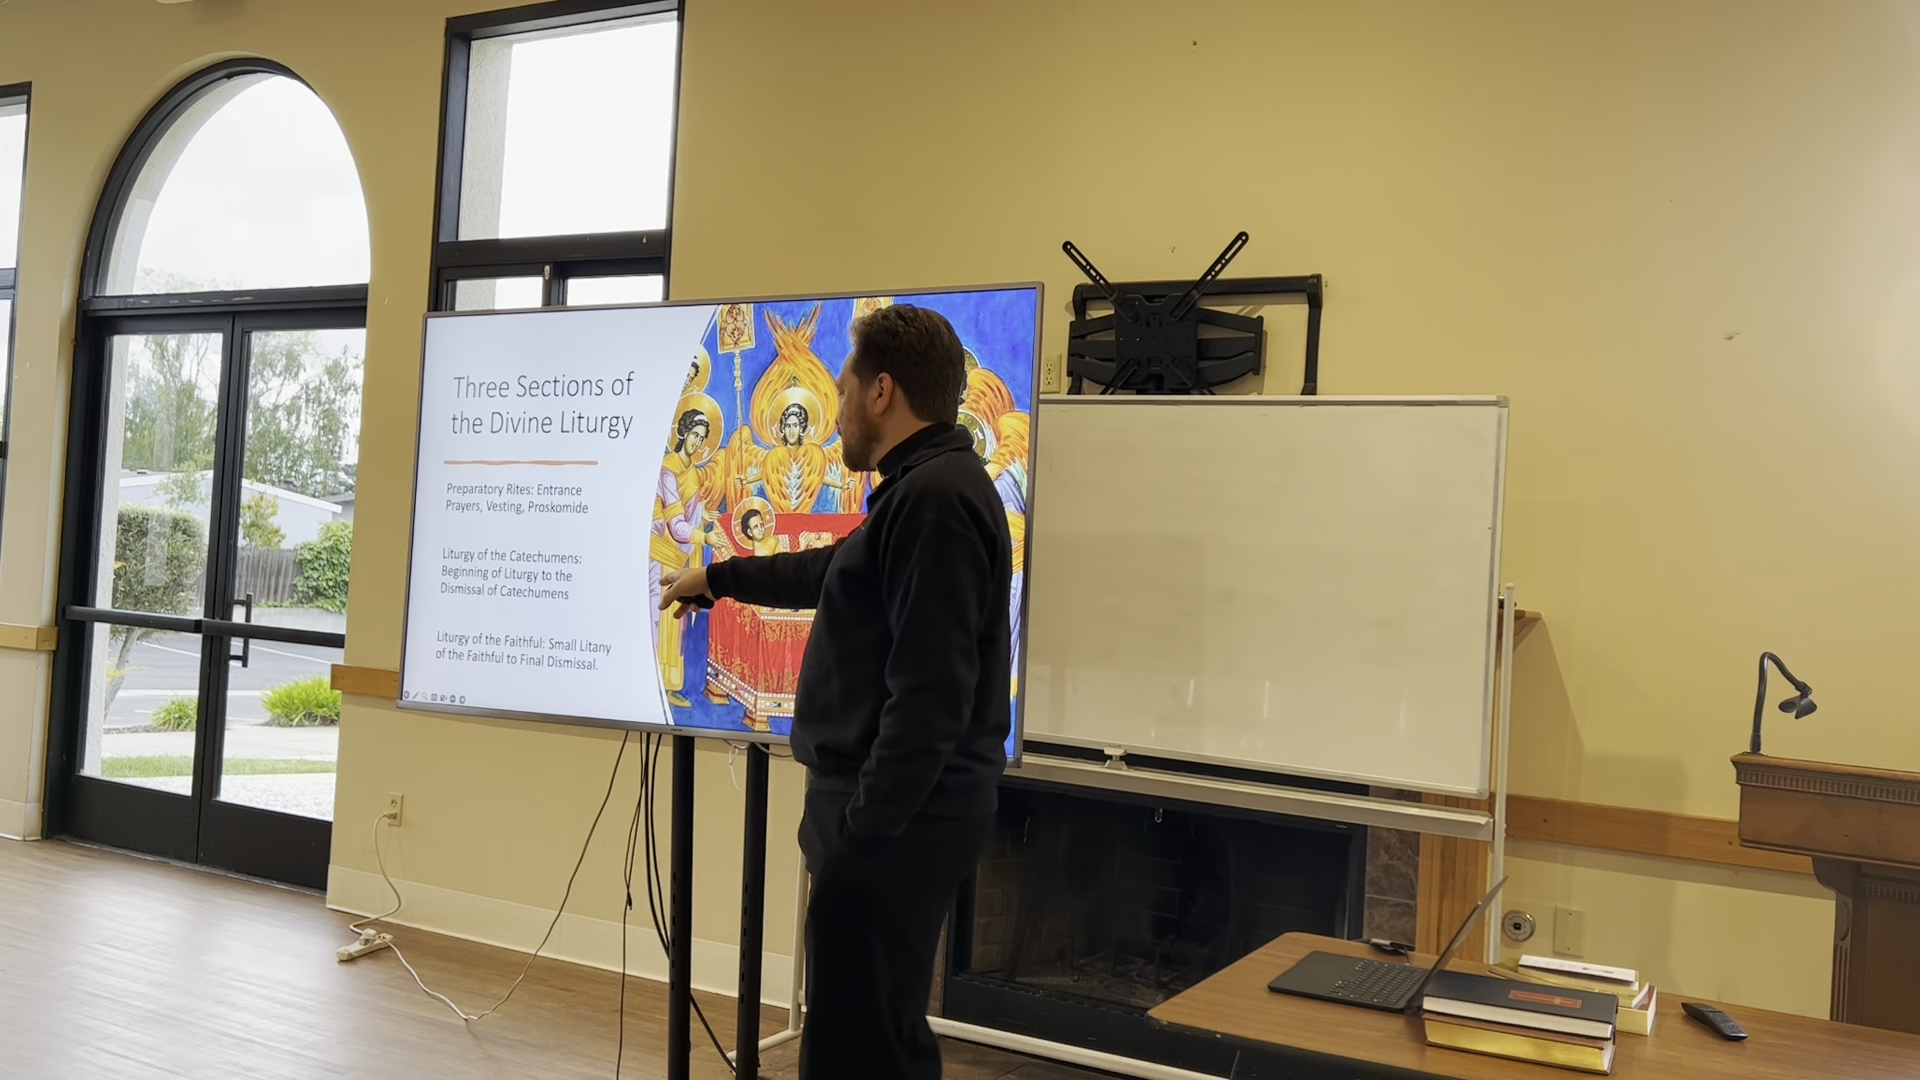 Three Sections of
the Divine Liturgy
Preparatory Rites: Entrance
Prayers, Vesting, Proskomide
Liturgy of the Catechumens:
Beginning of Liturgy to the
Dismissal of Catechumens
Liturgy of the Faithful: Small Litany
of the Faithful to Final Dismissal.